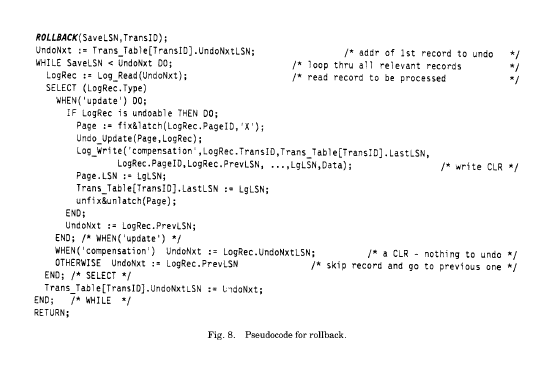 ROLLBACK(SaveLSN,TransID);
UndoNxt := Trans_Table[TransID].UndoNxtLSN; /* addr of 1st record to undo */
WHILE SaveLSN < UndoNxt DO; /* loop thru all relevant records */
LogRec := Log_Read(UndoNxt); /* read record to be processed */
SELECT (LogRec.Type)
WHEN('update') DO;
IF LogRec is undoable THEN DO;
Page := fix&latch(LogRec.PageID,'X');
Undo_Update(Page,LogRec);
Log_Write('compensation',LogRec.TransID,Trans_Table[TransID].LastLSN,
LogRec.PageID,LogRec.PrevLSN, ...,LgLSN,Data); /* write CLR */
Page.LSN := LgLSN;
Trans_Table[TransID].LastLSN := LgLSN;
unfix&unlatch(Page);
END;
UndoNxt := LogRec.PrevLSN;
END; /* WHEN('update') */
WHEN('compensation') UndoNxt := LogRec.UndoNxtLSN; /* a CLR - nothing to undo */
OTHERWISE UndoNxt := LogRec.PrevLSN /* skip record and go to previous one */
END; /* SELECT */
Trans_Table[TransID].UndoNxtLSN := UndoNxt;
END; /* WHILE */
RETURN;
Fig. 8. Pseudocode for rollback.